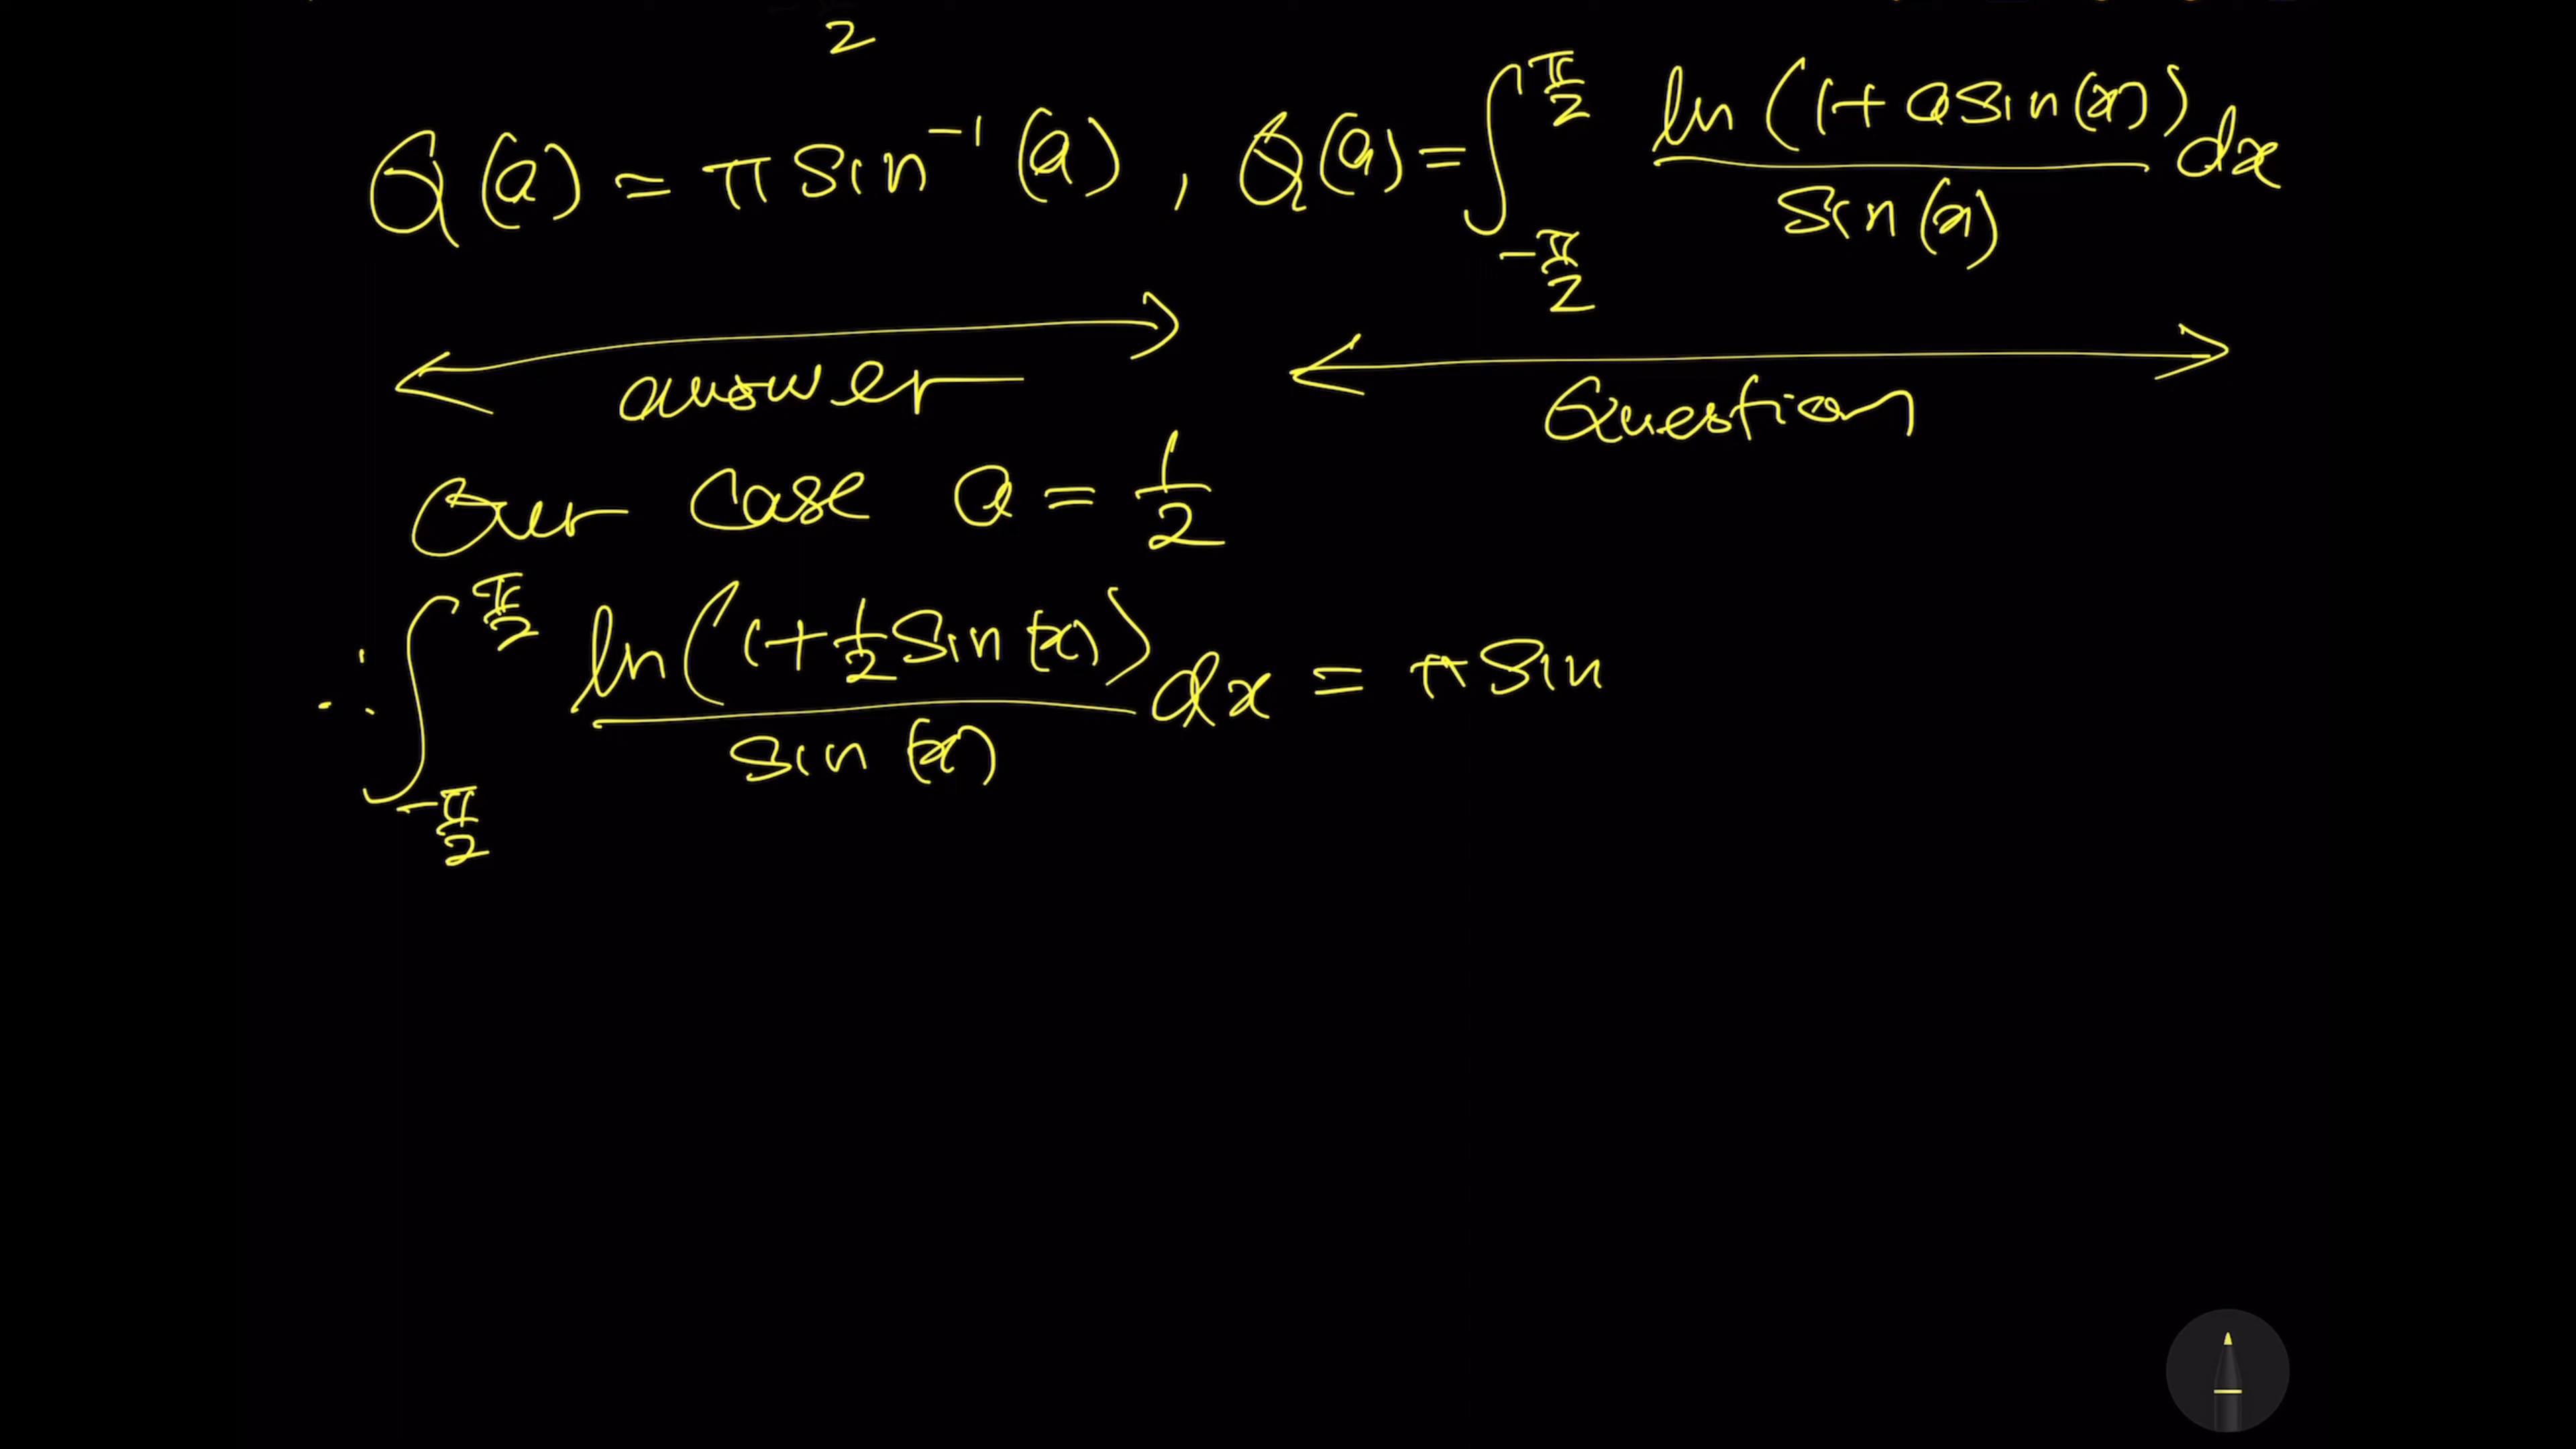 2
Q(a) = π sin⁻¹(a) , Q(a) = ∫_{-π/2}^{π/2} ln(1+a sin(x))/sin(x) dx
answer Question
Our case a = 1/2
∴ ∫_{-π/2}^{π/2} ln(1+1/2 sin(x))/sin(x) dx = π sin